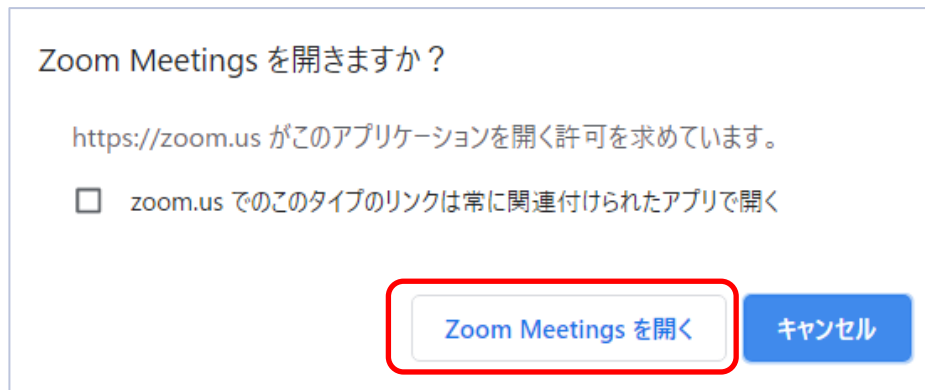 Zoom Meetings を開きますか？
https://zoom.us がこのアプリケーションを開く許可を求めています。
zoom.us でのこのタイプのリンクは常に関連付けられたアプリで開く
Zoom Meetings を開く
キャンセル